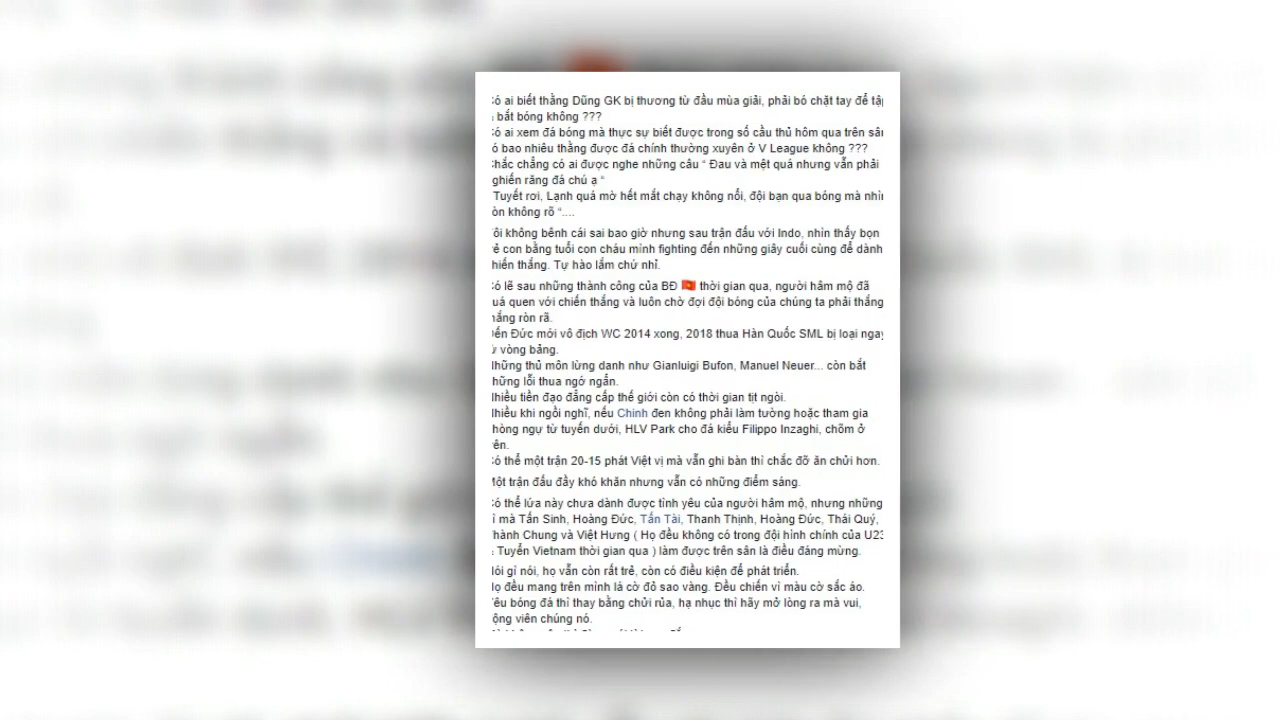 ó ai biết thằng Dũng GK bị thương từ đầu mùa giải, phải bó chặt tay để tập
bắt bóng không ???
ó ai xem đá bóng mà thực sự biết được trong số cầu thủ hôm qua trên sân
ó bao nhiêu thằng được đá chính thường xuyên ở V League không ???
hắc chẳng có ai được nghe những câu “ Đau và mệt quá nhưng vẫn phải
ghiến răng đá chú ạ “
Tuyết rơi, Lạnh quá mờ hết mắt chạy không nổi, đội bạn qua bóng mà nhìn
òn không rõ “....
ôi không bênh cái sai bao giờ nhưng sau trận đấu với Indo, nhìn thấy bọn
rẻ con bằng tuổi con cháu mình fighting đến những giây cuối cùng để dành
hiến thắng. Tự hào lắm chứ nhỉ.
ó lẽ sau những thành công của BĐ 🇻🇳 thời gian qua, người hâm mộ đã
uá quen với chiến thắng và luôn chờ đợi đội bóng của chúng ta phải thắng
hắng ròn rã.
ến Đức mới vô địch WC 2014 xong, 2018 thua Hàn Quốc SML bị loại ngay
ừ vòng bảng.
hững thủ môn lừng danh như Gianluigi Bufon, Manuel Neuer... còn bắt
hững lỗi thua ngớ ngẩn.
hiều tiền đạo đẳng cấp thế giới còn có thời gian tịt ngòi.
hiều khi ngồi nghĩ, nếu Chinh đen không phải làm tường hoặc tham gia
hòng ngự từ tuyến dưới, HLV Park cho đá kiểu Filippo Inzaghi, chõm ở
rên.
ó thể một trận 20-15 phát Việt vị mà vẫn ghi bàn thì chắc đỡ ăn chửi hơn.
ột trận đấu đầy khó khăn nhưng vẫn có những điểm sáng.
ó thể lứa này chưa dành được tình yêu của người hâm mộ, nhưng những
ì mà Tấn Sinh, Hoàng Đức, Tấn Tài, Thanh Thịnh, Hoàng Đức, Thái Quý,
hành Chung và Việt Hưng ( Họ đều không có trong đội hình chính của U23
Tuyển Vietnam thời gian qua ) làm được trên sân là điều đáng mừng.
ói gì nói, họ vẫn còn rất trẻ, còn có điều kiện để phát triển.
ọ đều mang trên mình lá cờ đỏ sao vàng. Đều chiến vì màu cờ sắc áo.
êu bóng đá thì thay bằng chửi rủa, hạ nhục thì hãy mở lòng ra mà vui,
ộng viên chúng nó.